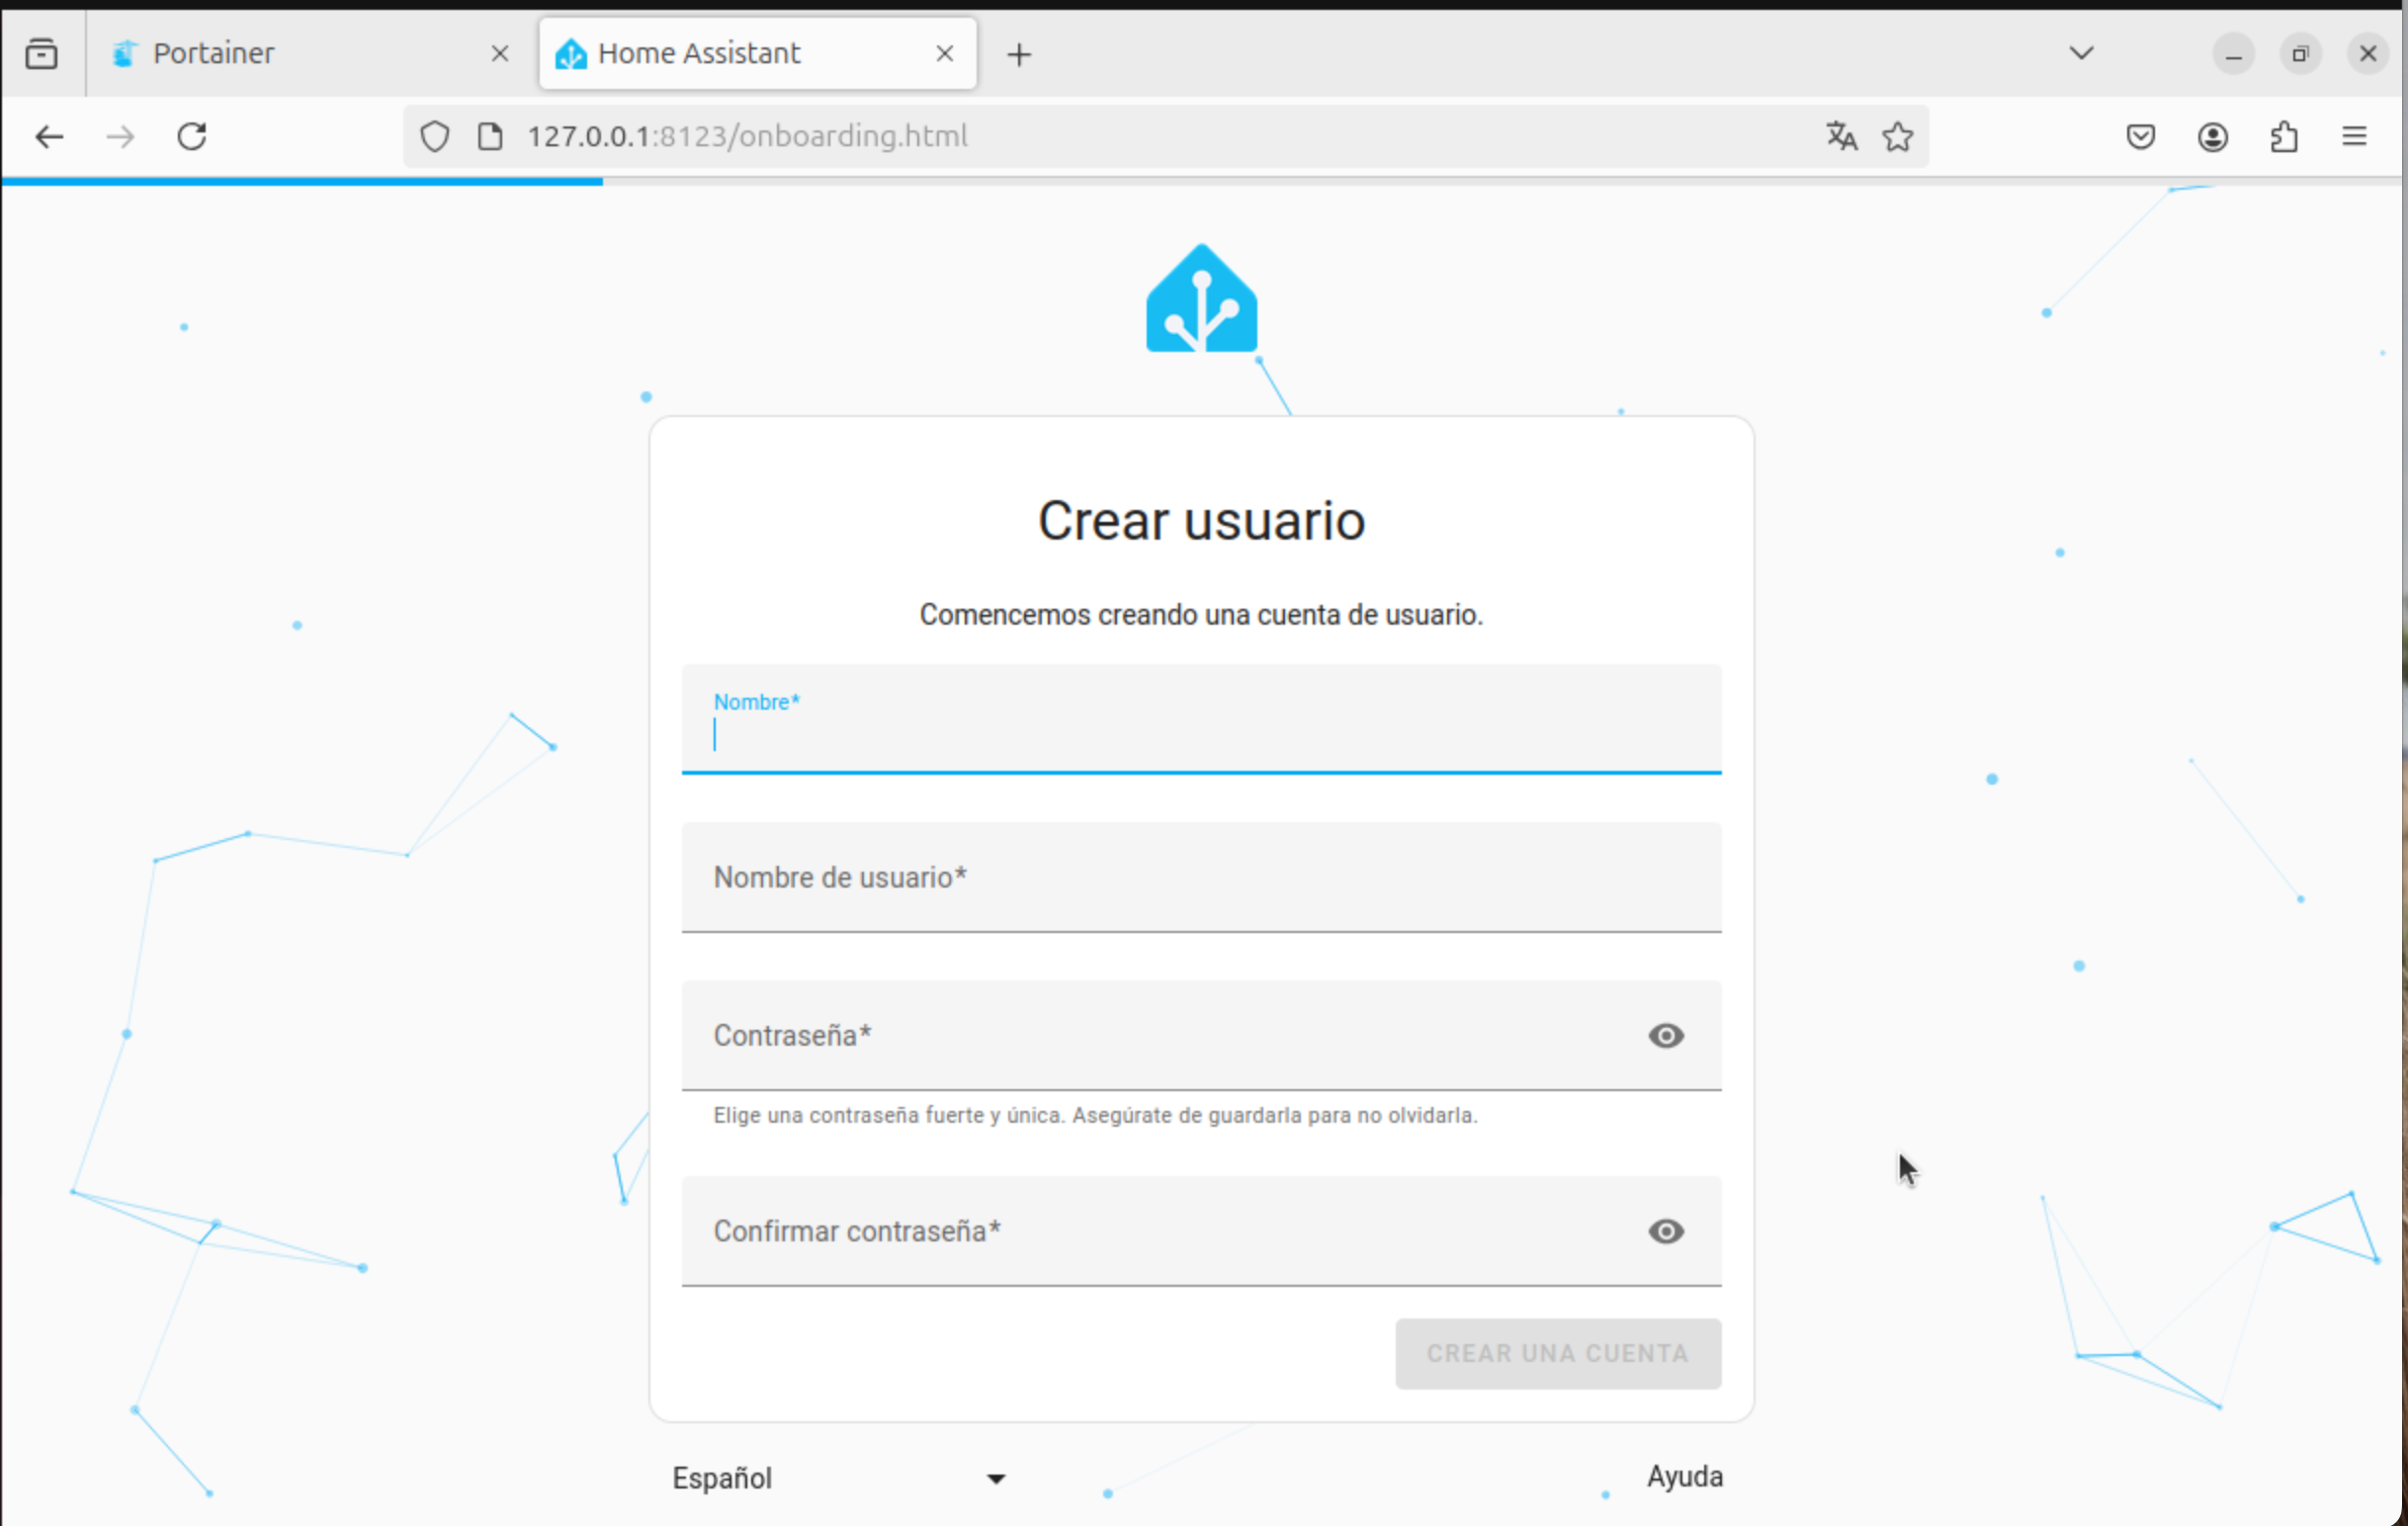 Portainer
Home Assistant
127.0.0.1:8123/onboarding.html
Crear usuario
Comencemos creando una cuenta de usuario.
Nombre*
Nombre de usuario*
Contraseña*
Elige una contraseña fuerte y única. Asegúrate de guardarla para no olvidarla.
Confirmar contraseña*
CREAR UNA CUENTA
Español
Ayuda